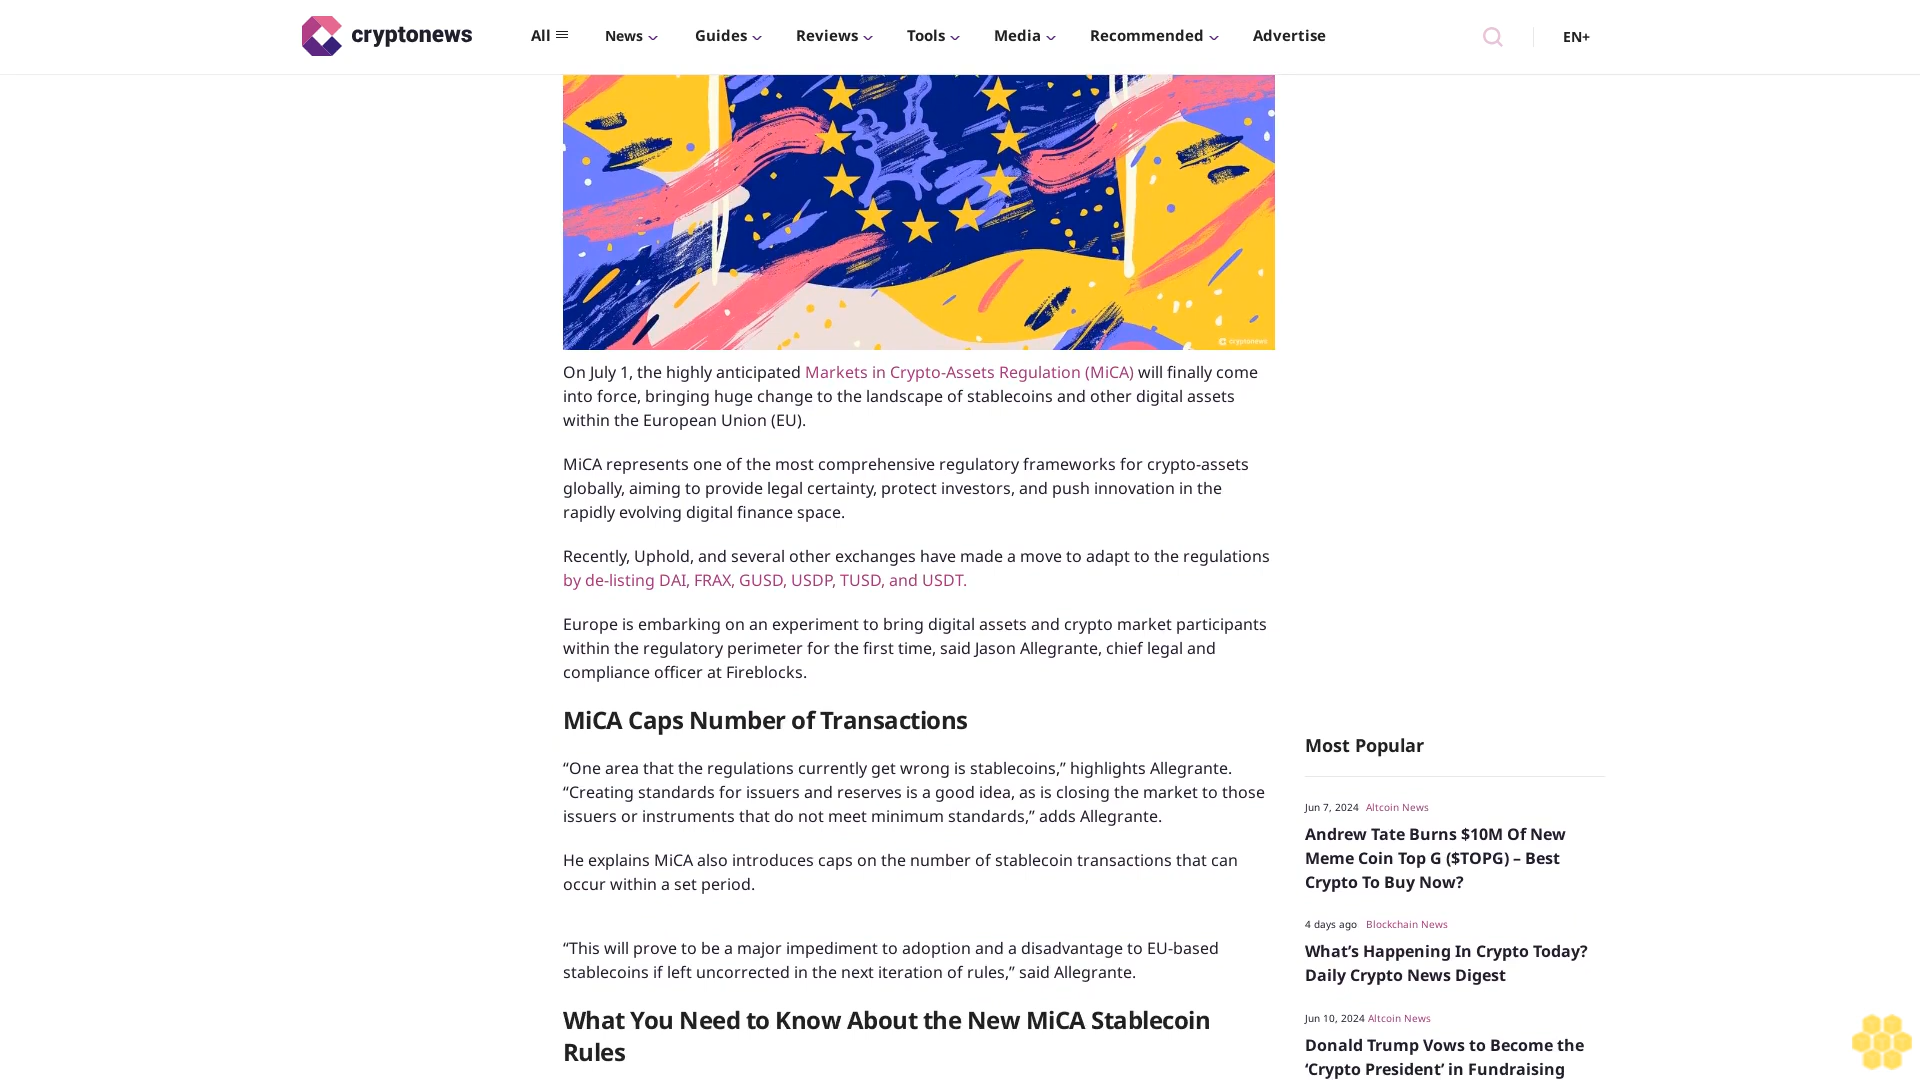 cryptonews
All
News
Guides
Reviews
Tools
Media
Recommended
Advertise
EN+
cryptonews
On July 1, the highly anticipated Markets in Crypto-Assets Regulation (MiCA) will finally come
into force, bringing huge change to the landscape of stablecoins and other digital assets
within the European Union (EU).
MiCA represents one of the most comprehensive regulatory frameworks for crypto-assets
globally, aiming to provide legal certainty, protect investors, and push innovation in the
rapidly evolving digital finance space.
Recently, Uphold, and several other exchanges have made a move to adapt to the regulations
by de-listing DAI, FRAX, GUSD, USDP, TUSD, and USDT.
Europe is embarking on an experiment to bring digital assets and crypto market participants
within the regulatory perimeter for the first time, said Jason Allegrante, chief legal and
compliance officer at Fireblocks.
MiCA Caps Number of Transactions
“One area that the regulations currently get wrong is stablecoins,” highlights Allegrante.
“Creating standards for issuers and reserves is a good idea, as is closing the market to those
issuers or instruments that do not meet minimum standards,” adds Allegrante.
He explains MiCA also introduces caps on the number of stablecoin transactions that can
occur within a set period.
“This will prove to be a major impediment to adoption and a disadvantage to EU-based
stablecoins if left uncorrected in the next iteration of rules,” said Allegrante.
What You Need to Know About the New MiCA Stablecoin
Rules
Most Popular
Jun 7, 2024 Altcoin News
Andrew Tate Burns $10M Of New
Meme Coin Top G ($TOPG) – Best
Crypto To Buy Now?
4 days ago Blockchain News
What’s Happening In Crypto Today?
Daily Crypto News Digest
Jun 10, 2024 Altcoin News
Donald Trump Vows to Become the
‘Crypto President’ in Fundraising